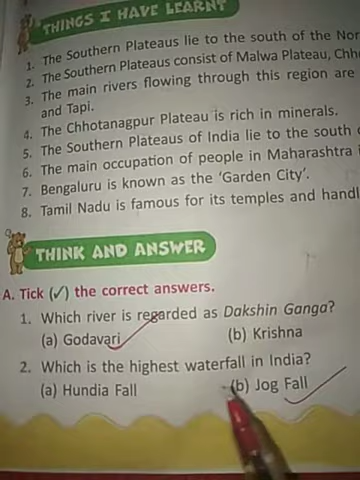 THINGS I HAVE LEARNT
1. The Southern Plateaus lie to the south of the Nor
2. The Southern Plateaus consist of Malwa Plateau, Chh
3. The main rivers flowing through this region are
and Tapi.
4. The Chhotanagpur Plateau is rich in minerals.
5. The Southern Plateaus of India lie to the south
6. The main occupation of people in Maharashtra
7. Bengaluru is known as the 'Garden City'.
8. Tamil Nadu is famous for its temples and handl
THINK AND ANSWER
A. Tick (✓) the correct answers.
1. Which river is regarded as Dakshin Ganga?
(a) Godavari (b) Krishna
2. Which is the highest waterfall in India?
(a) Hundia Fall (b) Jog Fall